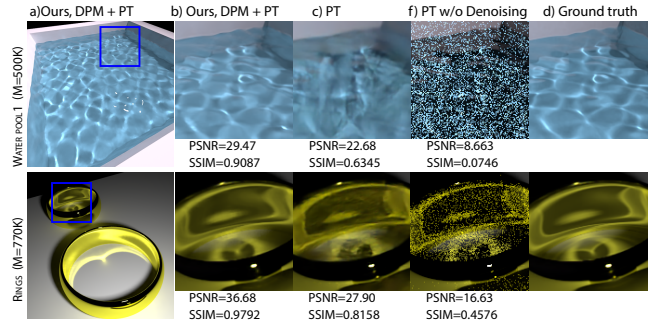 a)Ours, DPM + PT b) Ours, DPM + PT c) PT f) PT w/o Denoising d) Ground truth
WATER POOL 1 (M=500K)
PSNR=29.47 PSNR=22.68 PSNR=8.663
SSIM=0.9087 SSIM=0.6345 SSIM=0.0746
RINGS (M=770K)
PSNR=36.68 PSNR=27.90 PSNR=16.63
SSIM=0.9792 SSIM=0.8158 SSIM=0.4576